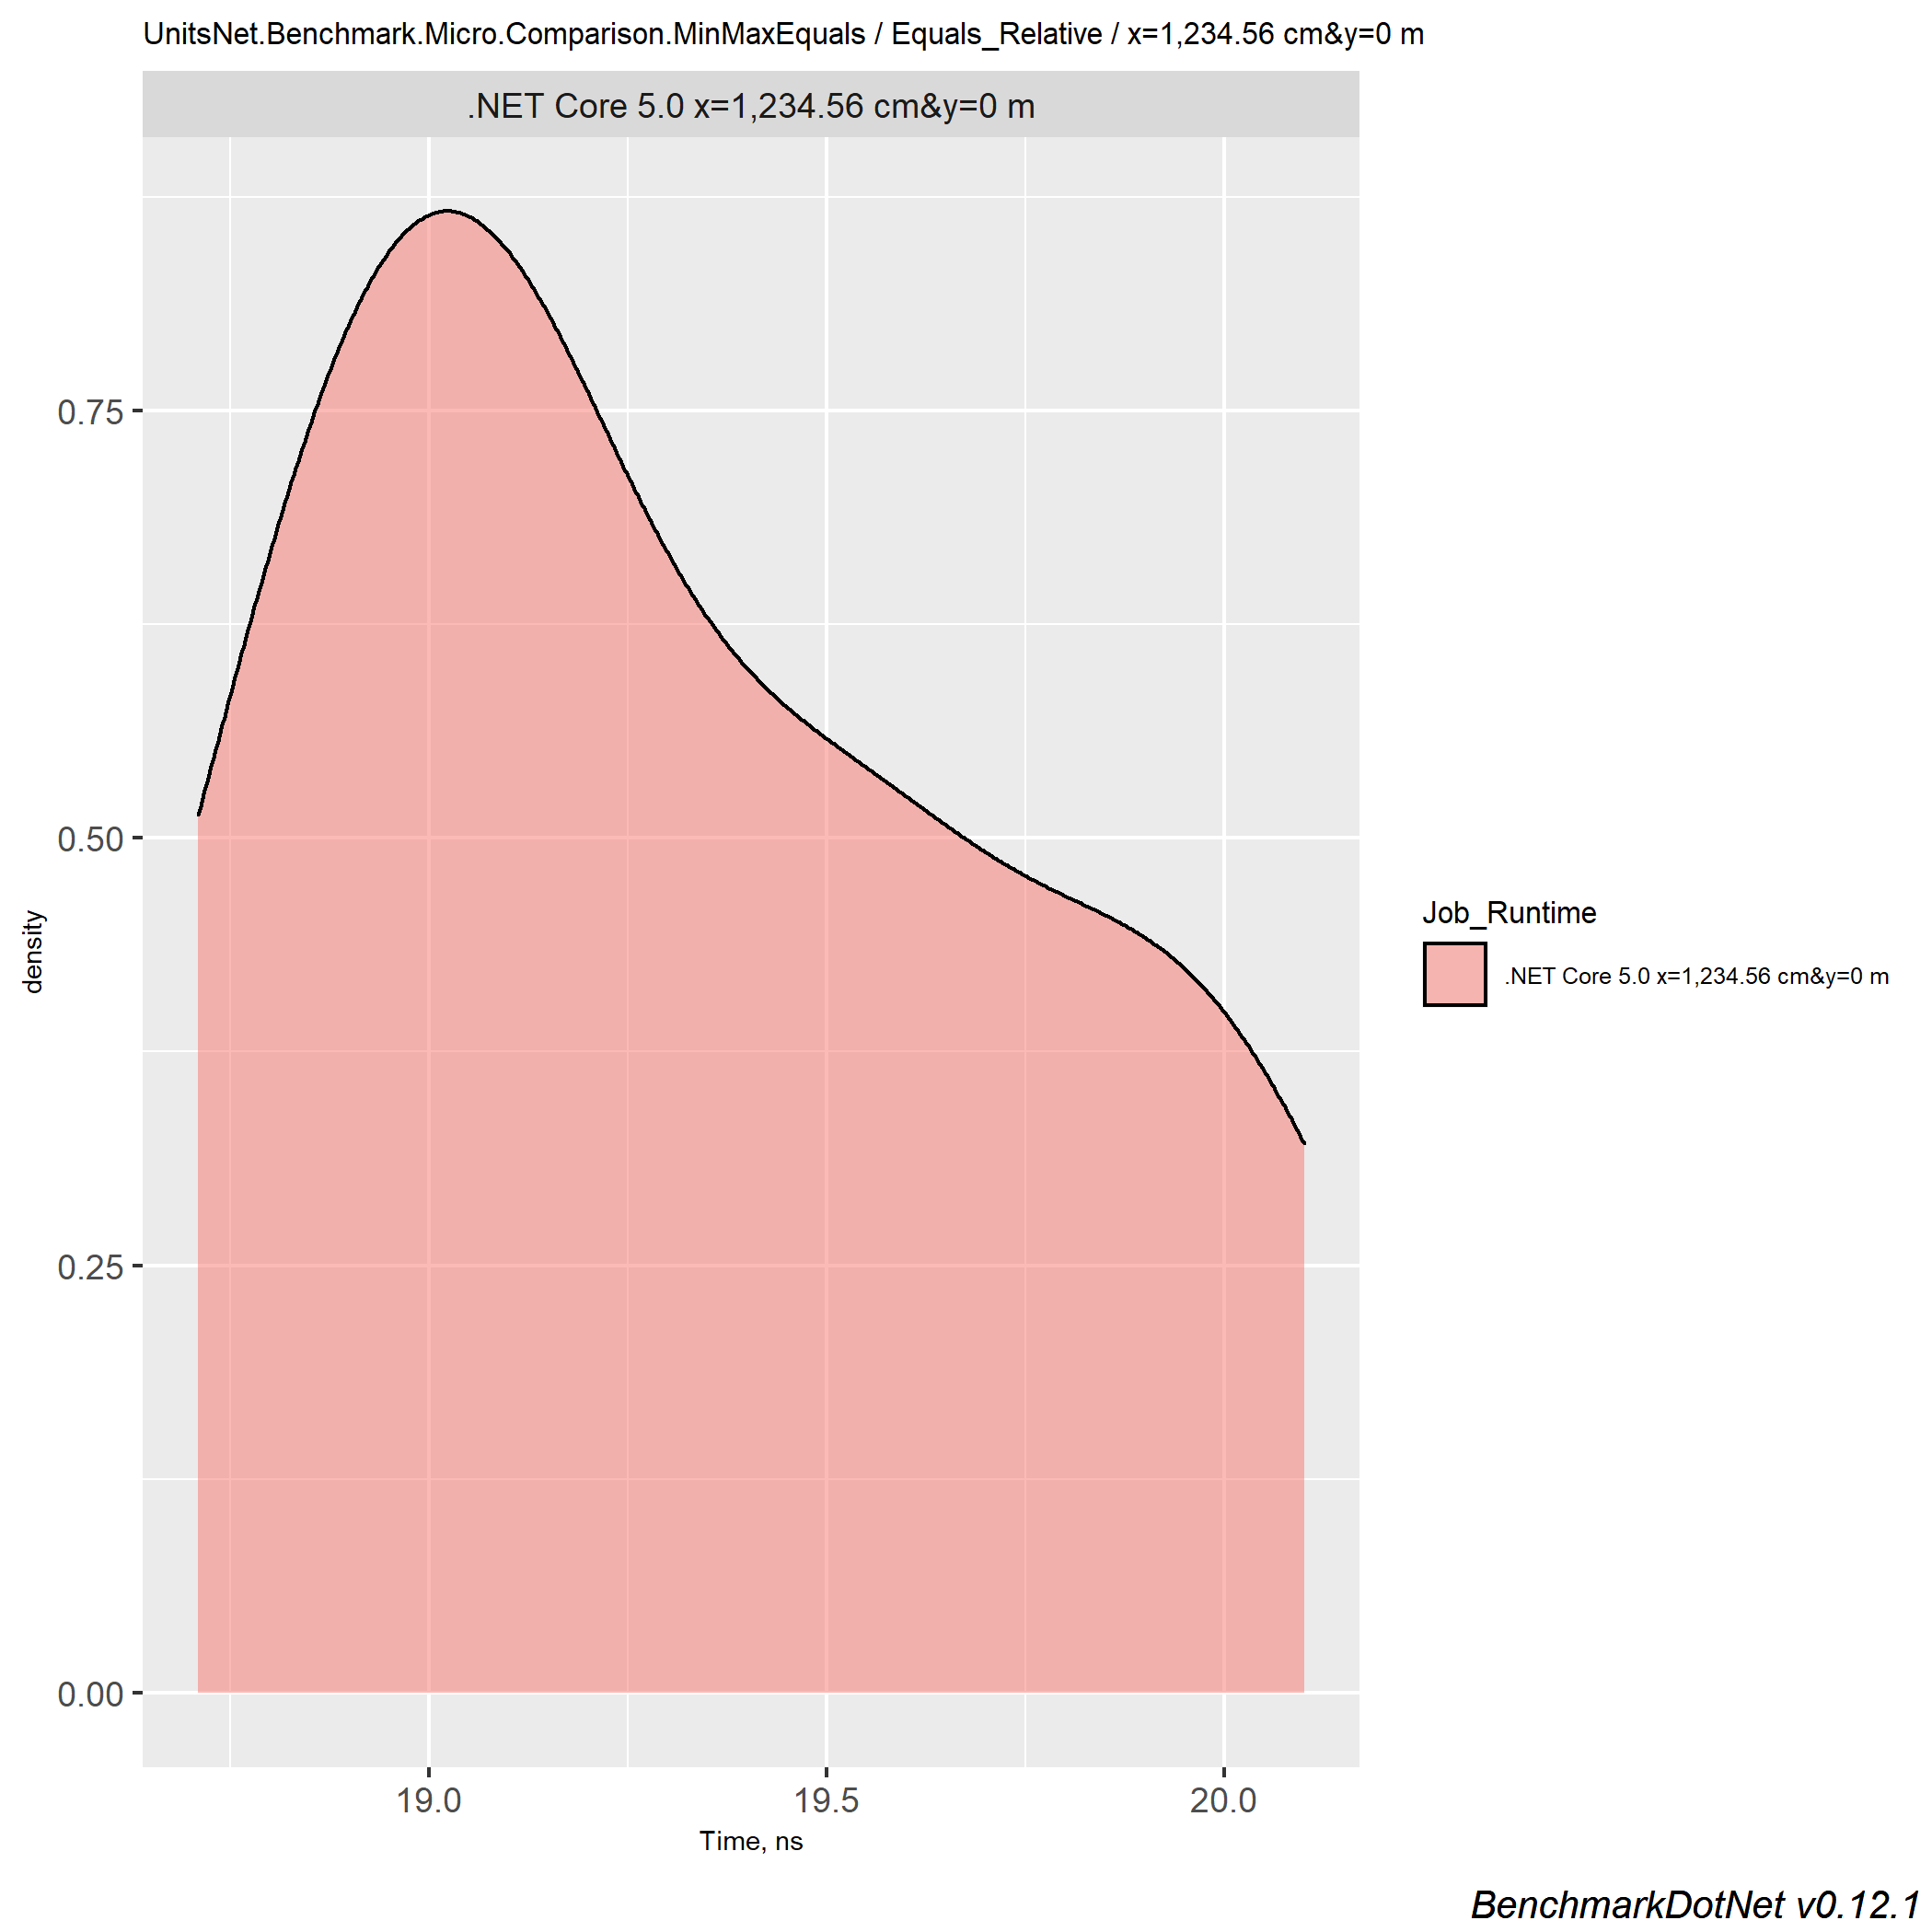 UnitsNet.Benchmark.Micro.Comparison.MinMaxEquals / Equals_Relative / x=1,234.56 cm&y=0 m
.NET Core 5.0 x=1,234.56 cm&y=0 m
0.75
0.50
0.25
0.00
density
19.0 19.5 20.0
Time, ns
Job_Runtime
.NET Core 5.0 x=1,234.56 cm&y=0 m
BenchmarkDotNet v0.12.1